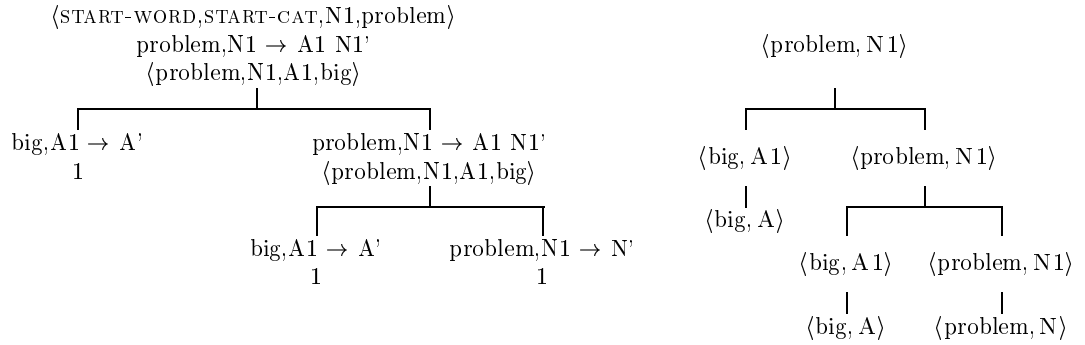 ⟨START-WORD,START-CAT,N1,problem⟩
problem,N1 → A1 N1'
⟨problem,N1,A1,big⟩
big,A1 → A'
1
problem,N1 → A1 N1'
⟨problem,N1,A1,big⟩
big,A1 → A'
1
problem,N1 → N'
1
⟨problem, N1⟩
⟨big, A1⟩
⟨problem, N1⟩
⟨big, A⟩
⟨big, A1⟩
⟨problem, N1⟩
⟨big, A⟩
⟨problem, N⟩